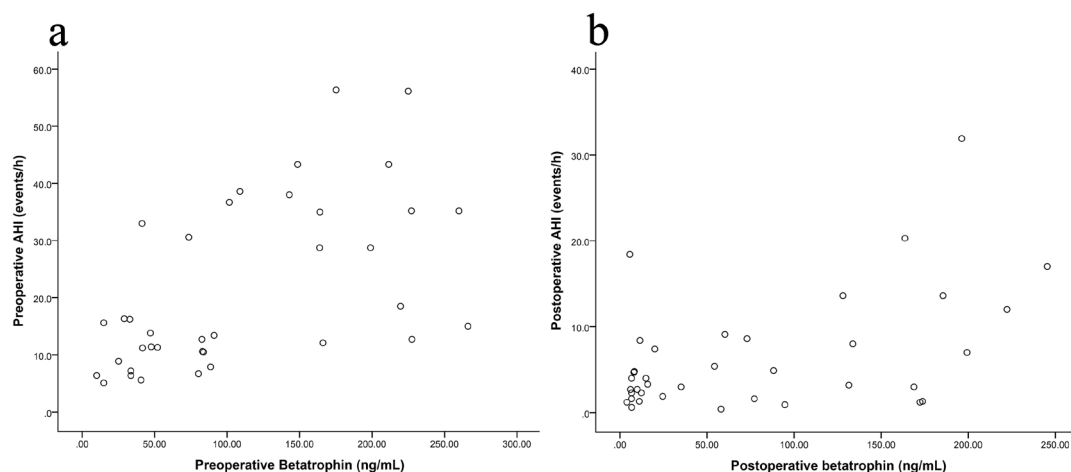 a
60.0
50.0
40.0
30.0
20.0
10.0
.0
Preoperative AHI (events/h)
.00 50.00 100.00 150.00 200.00 250.00 300.00
Preoperative Betatrophin (ng/mL)
b
40.0
30.0
20.0
10.0
.0
Postoperative AHI (events/h)
.00 50.00 100.00 150.00 200.00 250.00
Postoperative betatrophin (ng/mL)